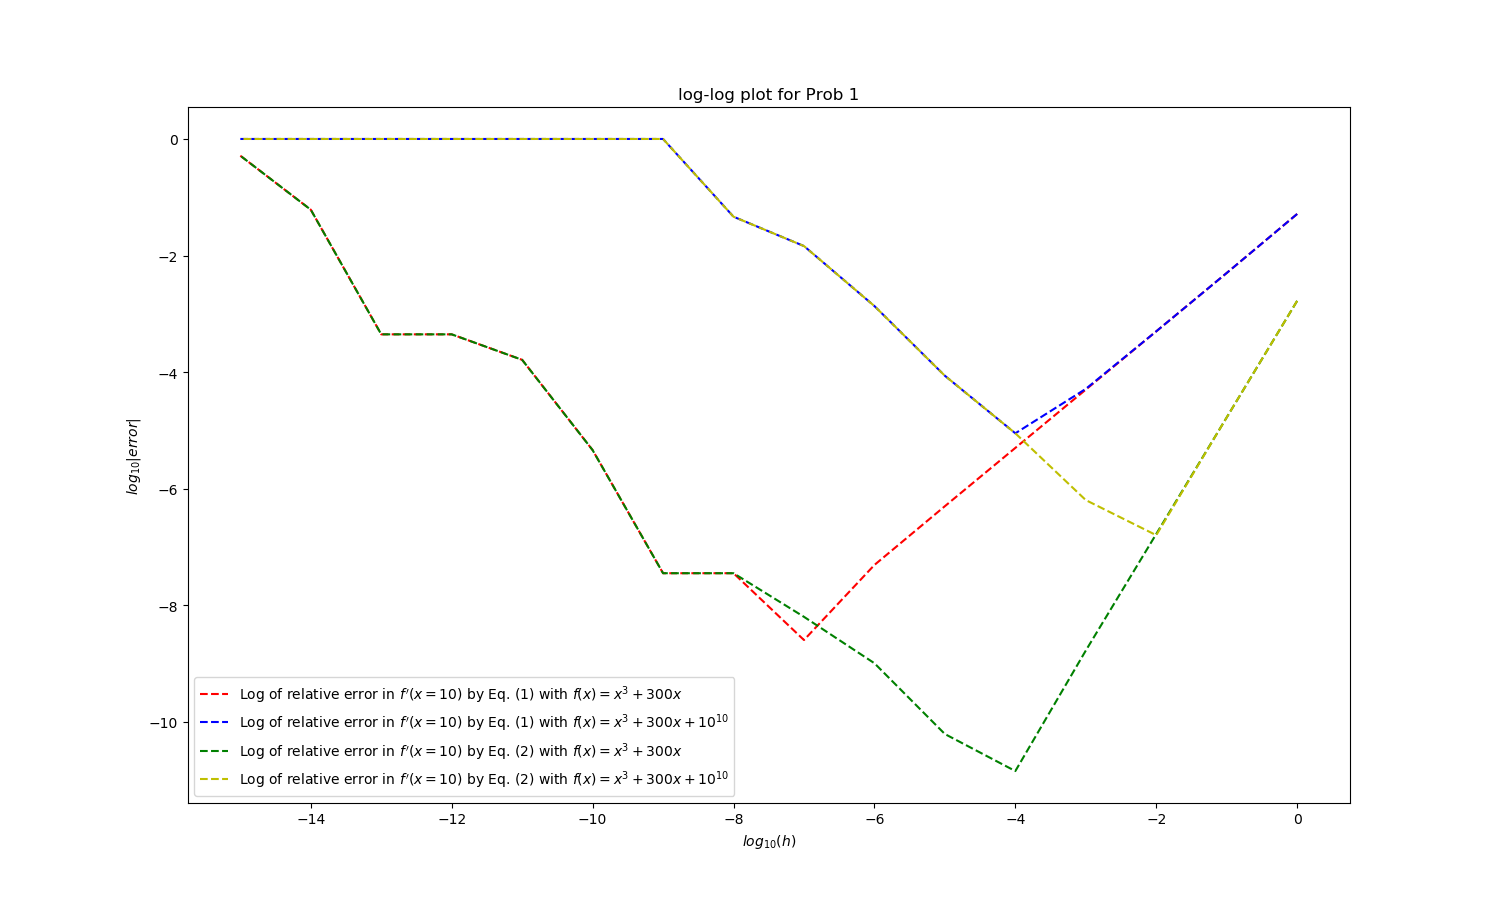 log-log plot for Prob 1
0
−2
−4
−6
−8
−10
log₁₀|error|
Log of relative error in f′(x = 10) by Eq. (1) with f(x) = x³ + 300x
Log of relative error in f′(x = 10) by Eq. (1) with f(x) = x³ + 300x + 10¹⁰
Log of relative error in f′(x = 10) by Eq. (2) with f(x) = x³ + 300x
Log of relative error in f′(x = 10) by Eq. (2) with f(x) = x³ + 300x + 10¹⁰
−14 −12 −10 −8 −6 −4 −2 0
log₁₀(h)